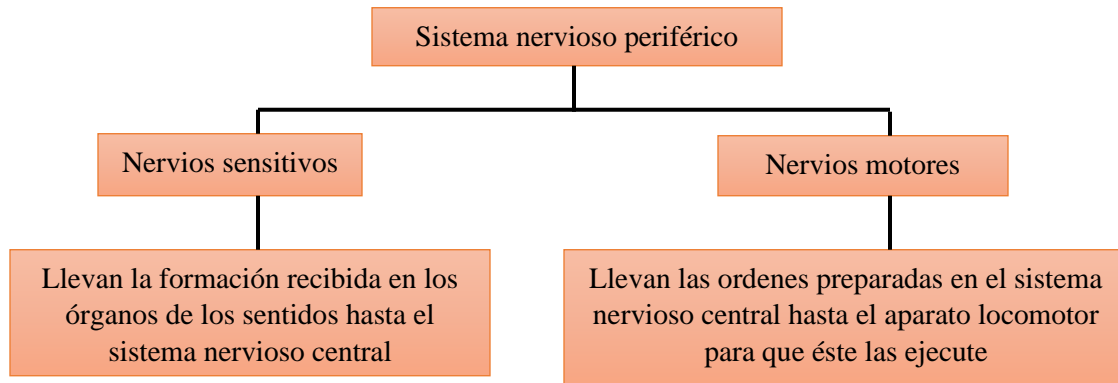 Sistema nervioso periférico
Nervios sensitivos
Nervios motores
Llevan la formación recibida en los
órganos de los sentidos hasta el
sistema nervioso central
Llevan las ordenes preparadas en el sistema
nervioso central hasta el aparato locomotor
para que éste las ejecute